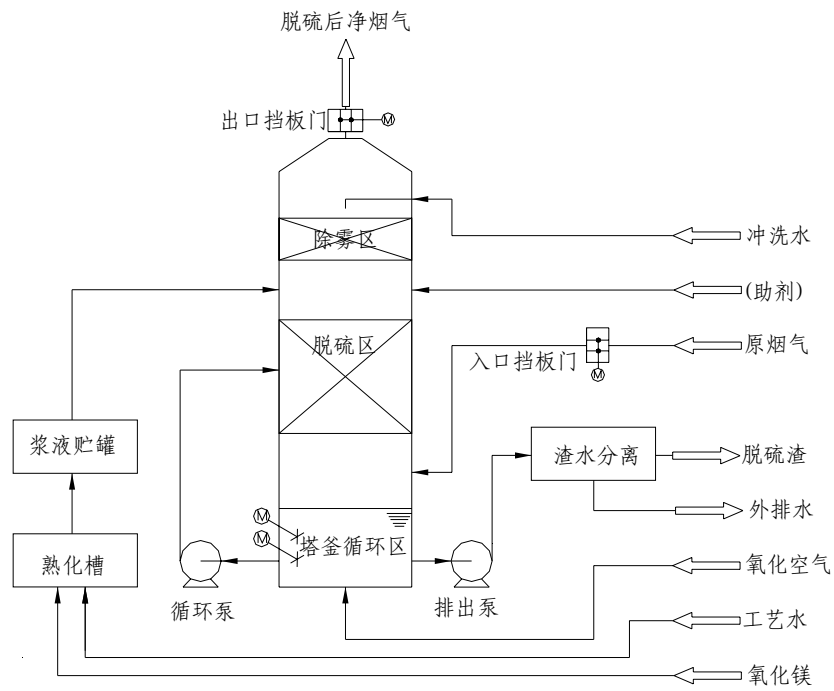 脱硫后净烟气
出口挡板门
M
除雾区
冲洗水
(助剂)
脱硫区
原烟气
入口挡板门
M
浆液贮罐
渣水分离
脱硫渣
外排水
M
M
塔釜循环区
熟化槽
循环泵
排出泵
氧化空气
工艺水
氧化镁